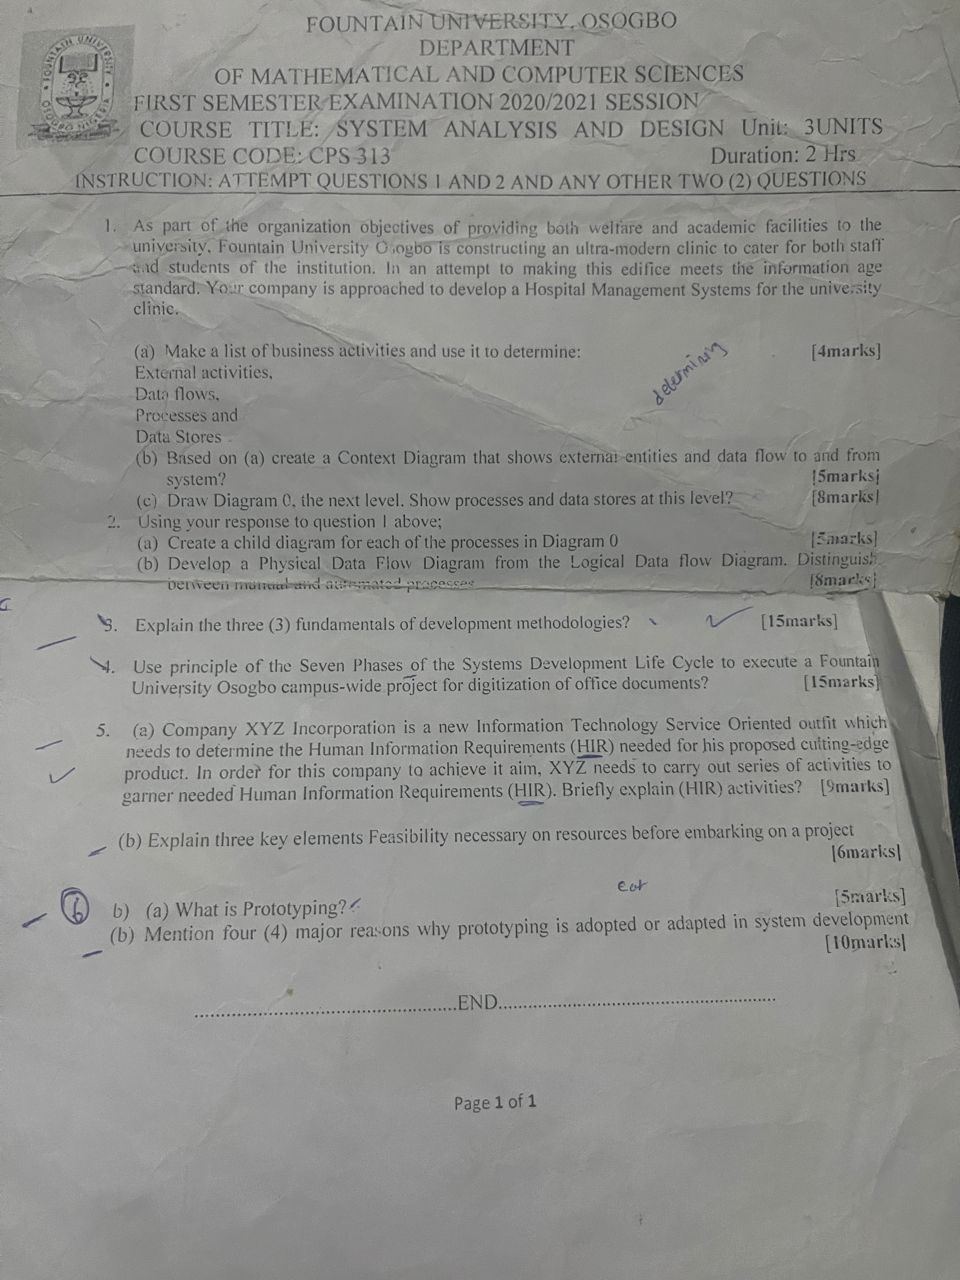 FOUNTAIN UNIVERSITY, OSOGBO
DEPARTMENT
OF MATHEMATICAL AND COMPUTER SCIENCES
FIRST SEMESTER EXAMINATION 2020/2021 SESSION
COURSE TITLE: SYSTEM ANALYSIS AND DESIGN Unit: 3UNITS
COURSE CODE: CPS 313 Duration: 2 Hrs
INSTRUCTION: ATTEMPT QUESTIONS 1 AND 2 AND ANY OTHER TWO (2) QUESTIONS
1. As part of the organization objectives of providing both welfare and academic facilities to the
university, Fountain University Osogbo is constructing an ultra-modern clinic to cater for both staff
and students of the institution. In an attempt to making this edifice meets the information age
standard. Your company is approached to develop a Hospital Management Systems for the university
clinic.
(a) Make a list of business activities and use it to determine: [4marks]
determining
External activities,
Data flows,
Processes and
Data Stores
(b) Based on (a) create a Context Diagram that shows external entities and data flow to and from
system? [5marks]
(c) Draw Diagram 0, the next level. Show processes and data stores at this level? [8marks]
2. Using your response to question 1 above;
(a) Create a child diagram for each of the processes in Diagram 0 [5marks]
(b) Develop a Physical Data Flow Diagram from the Logical Data flow Diagram. Distinguish
between manual and automated processes [8marks]
3. Explain the three (3) fundamentals of development methodologies? [15marks]
4. Use principle of the Seven Phases of the Systems Development Life Cycle to execute a Fountain
University Osogbo campus-wide project for digitization of office documents? [15marks]
5. (a) Company XYZ Incorporation is a new Information Technology Service Oriented outfit which
needs to determine the Human Information Requirements (HIR) needed for his proposed cutting-edge
product. In order for this company to achieve it aim, XYZ needs to carry out series of activities to
garner needed Human Information Requirements (HIR). Briefly explain (HIR) activities? [9marks]
(b) Explain three key elements Feasibility necessary on resources before embarking on a project
[6marks]
6 b) (a) What is Prototyping? [5marks]
(b) Mention four (4) major reasons why prototyping is adopted or adapted in system development
[10marks]
END
Page 1 of 1